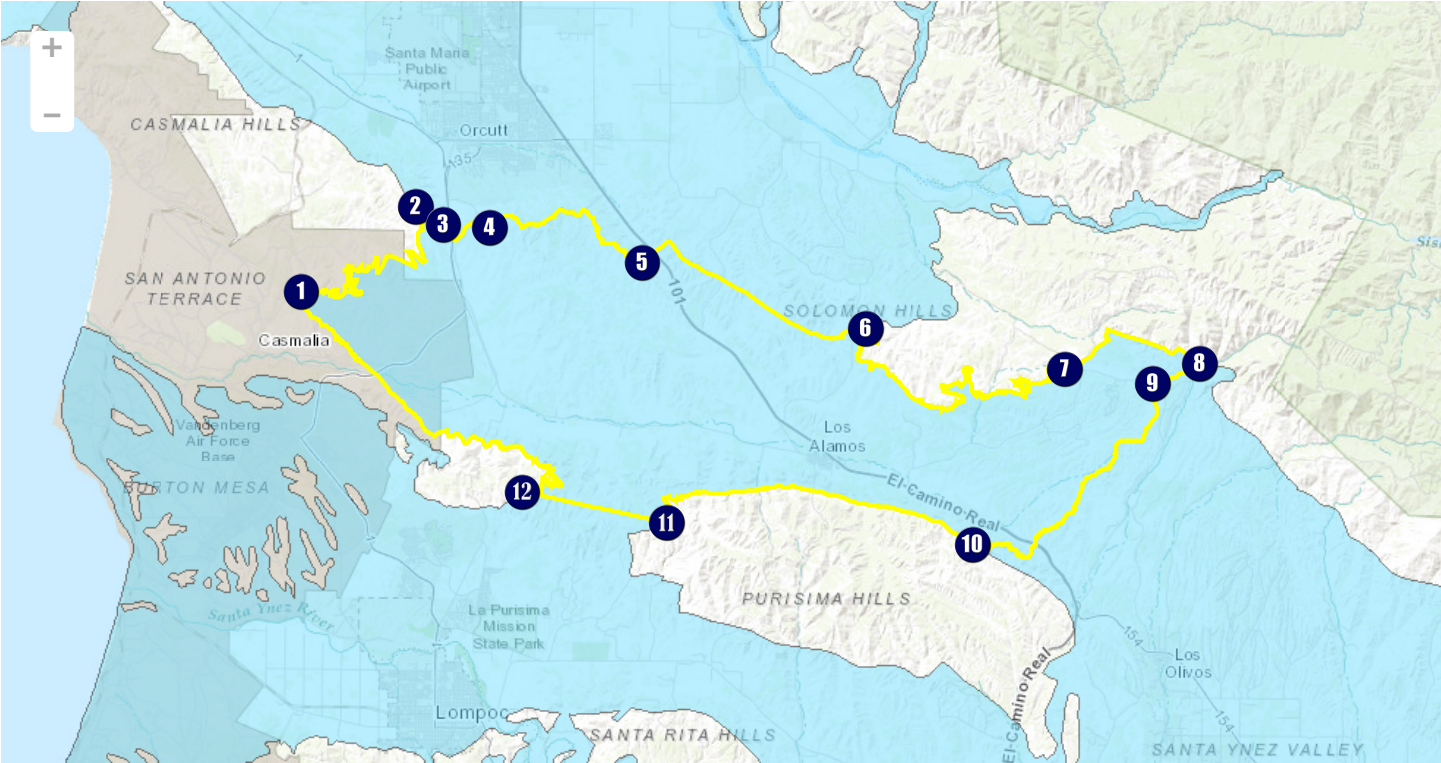 +
−
1
Santa Maria
Public
Airport
CASMALIA HILLS
Orcutt
135
2
3
4
5
SAN ANTONIO
TERRACE
1
101
SOLOMON HILLS
6
Casmalia
7
8
9
Los
Alamos
Vandenberg
Air Force
Base
BURTON MESA
El-Camino-Real
12
11
10
PURISIMA HILLS
Santa Ynez River
La Purisima
Mission
State Park
154
Los
Olivos
El-Camino-Real
Lompoc
154
SANTA RITA HILLS
SANTA YNEZ VALLEY